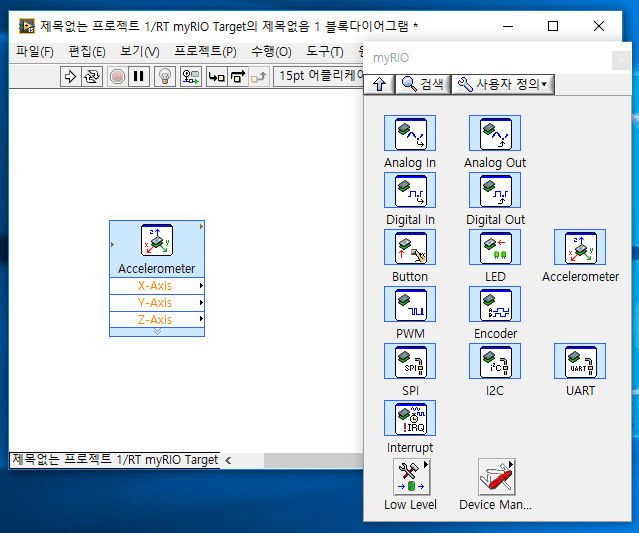 제목없는 프로젝트 1/RT myRIO Target의 제목없음 1 블록다이어그램 *
파일(F) 편집(E) 보기(V) 프로젝트(P) 수행(O) 도구(T)
15pt 어플리케
myRIO
검색 사용자 정의
Analog In Analog Out
Digital In Digital Out
Button LED Accelerometer
PWM Encoder
SPI I2C UART
SPI I²C UART
!IRQ
Interrupt
Low Level Device Man...
Accelerometer
X-Axis
Y-Axis
Z-Axis
제목없는 프로젝트 1/RT myRIO Target